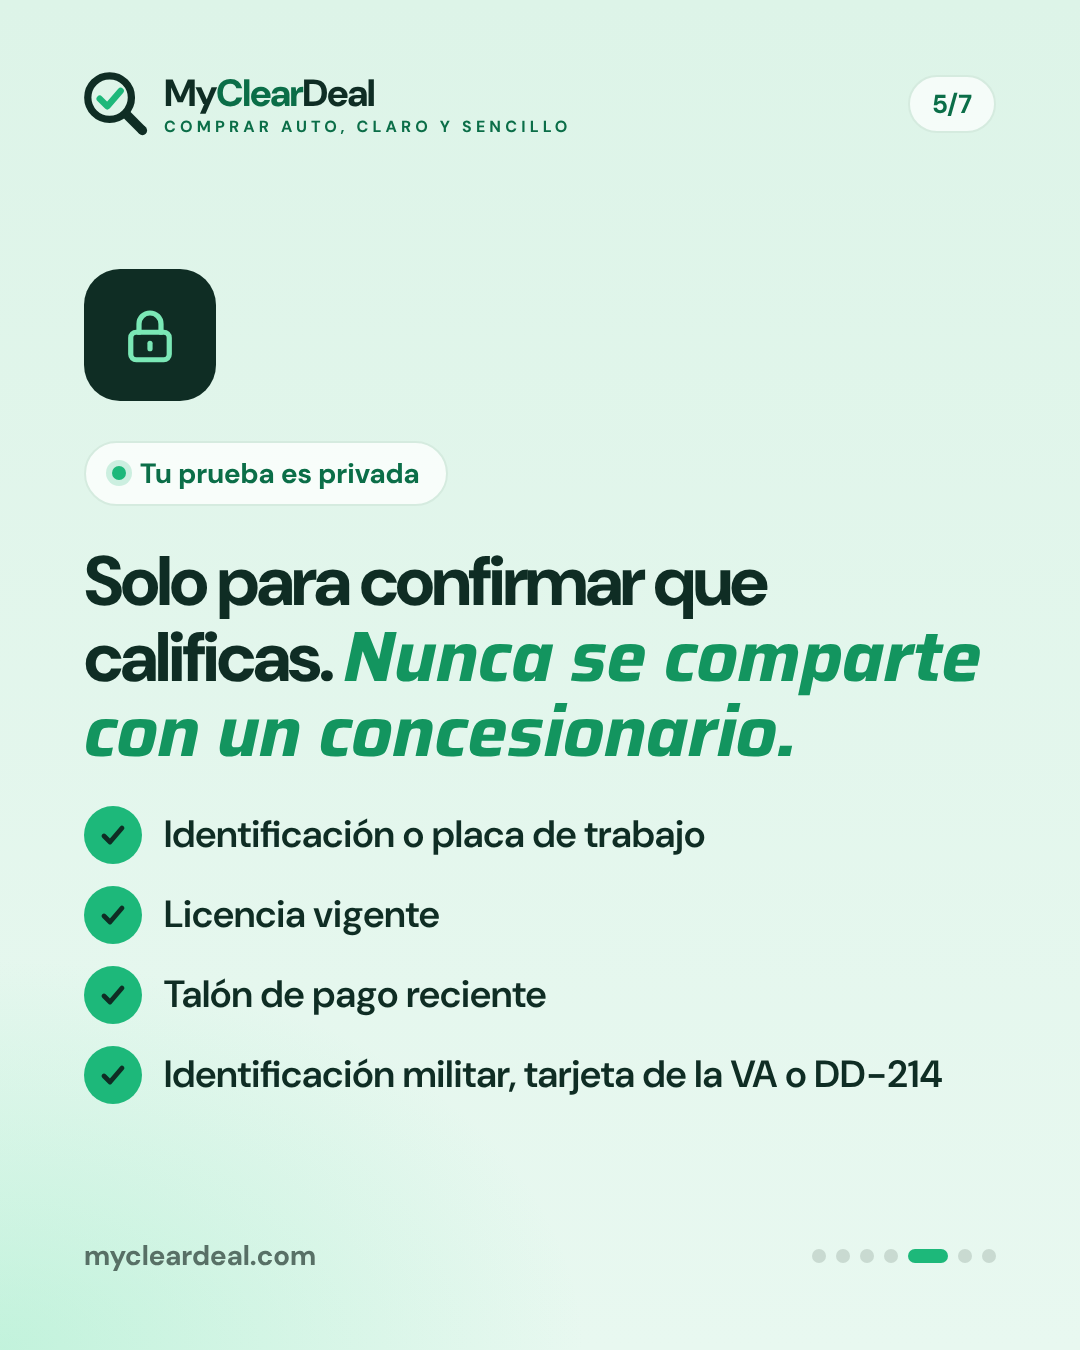 MyClearDeal
COMPRAR AUTO, CLARO Y SENCILLO
5/7
Tu prueba es privada
Solo para confirmar que
calificas. Nunca se comparte
con un concesionario.
Identificación o placa de trabajo
Licencia vigente
Talón de pago reciente
Identificación militar, tarjeta de la VA o DD-214
mycleardeal.com